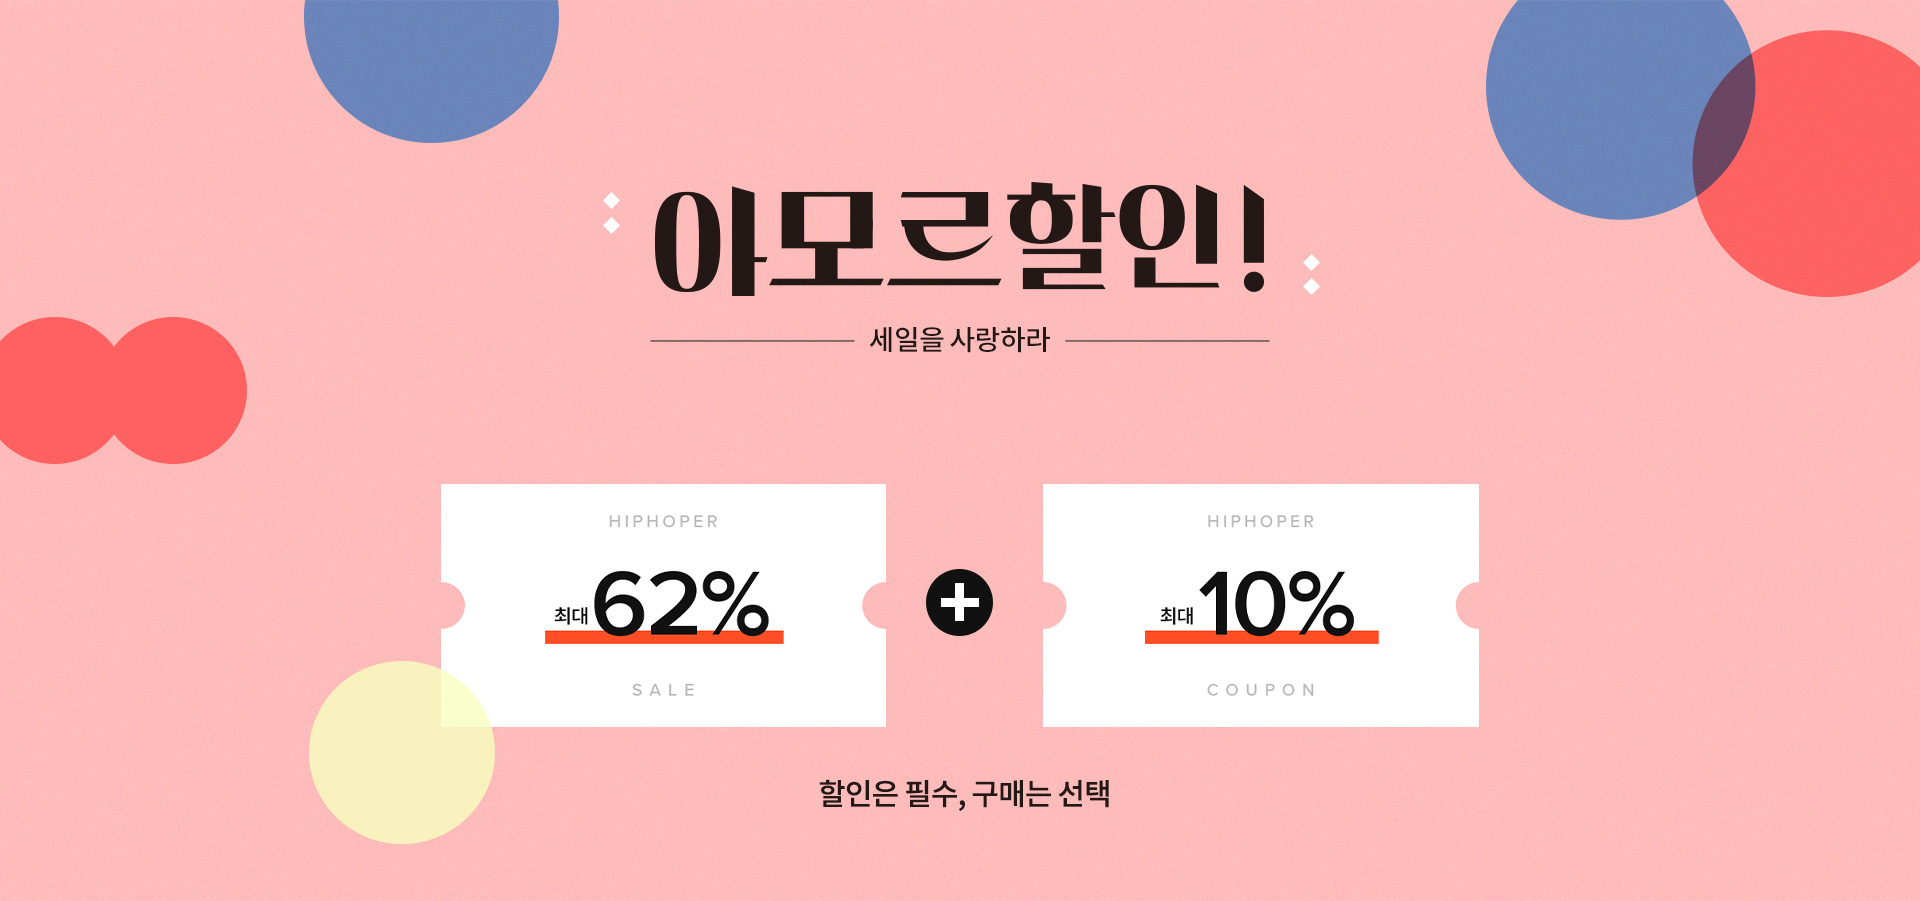 아모르할인!
세일을 사랑하라
HIPHOPER
최대 62%
SALE
HIPHOPER
최대 10%
COUPON
할인은 필수, 구매는 선택